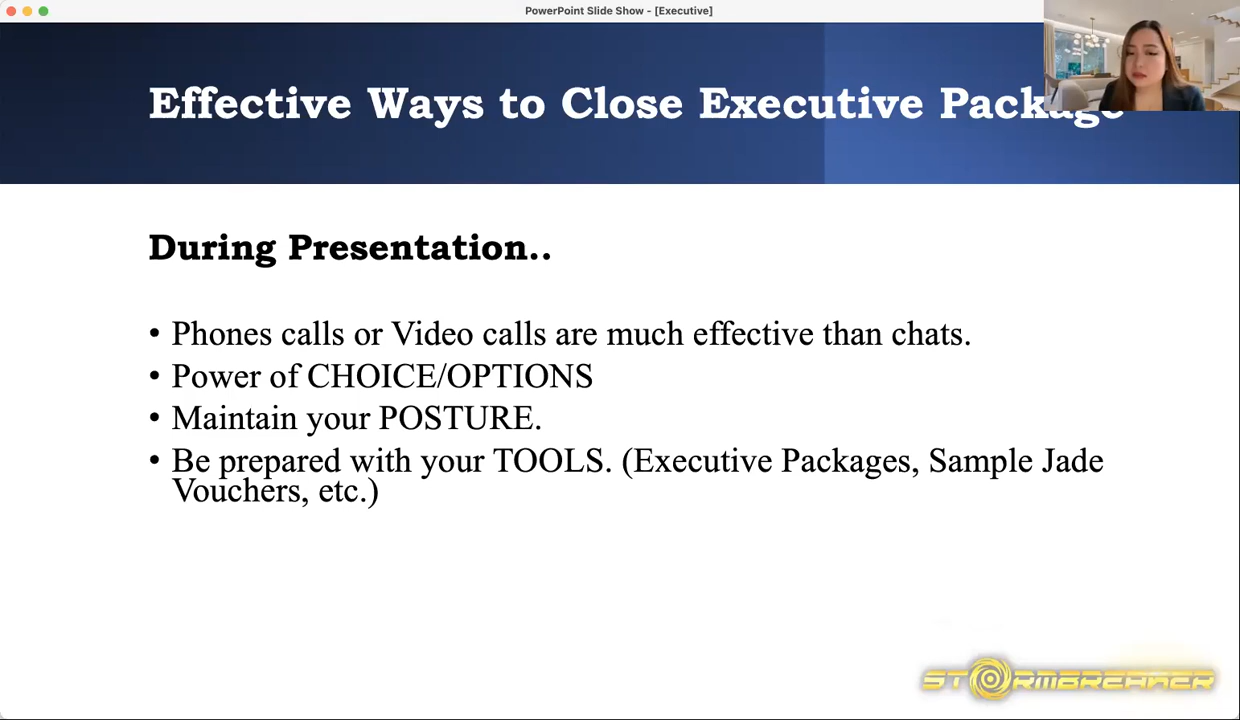 PowerPoint Slide Show - [Executive]
Effective Ways to Close Executive Package
During Presentation..
• Phones calls or Video calls are much effective than chats.
• Power of CHOICE/OPTIONS
• Maintain your POSTURE.
• Be prepared with your TOOLS. (Executive Packages, Sample Jade
Vouchers, etc.)
STORMBREAKER